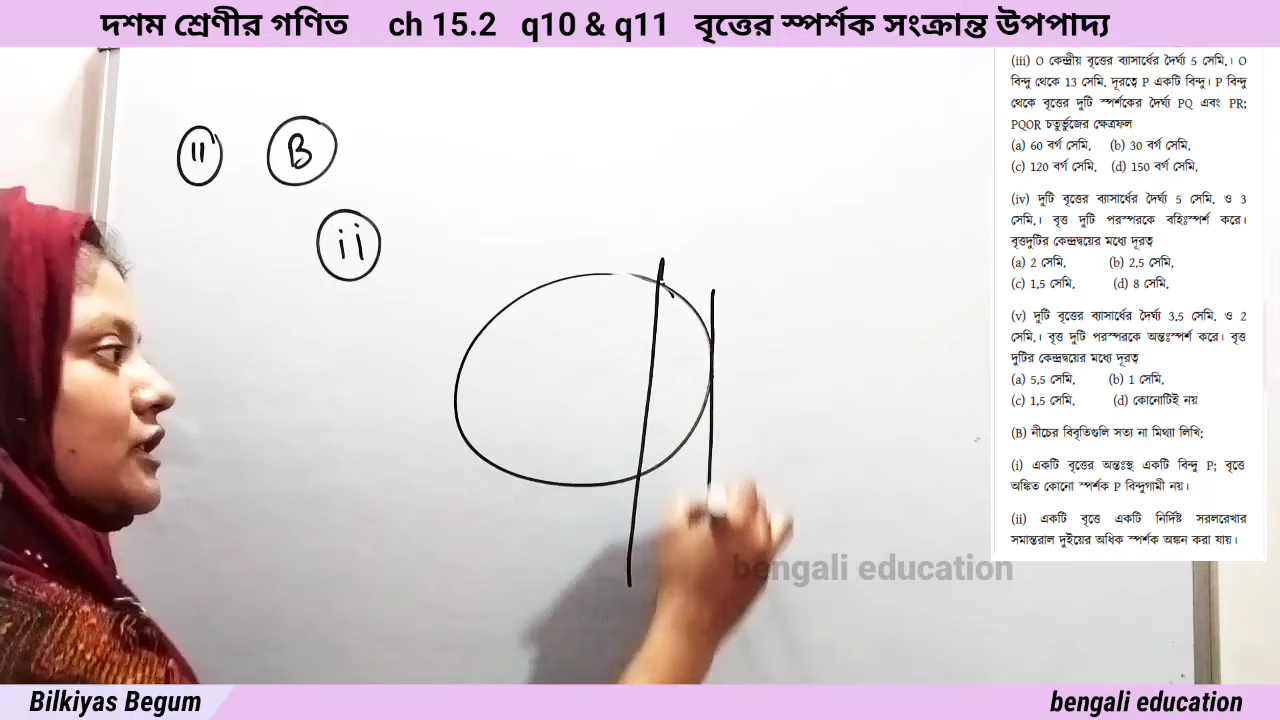 দশম শ্রেণীর গণিত ch 15.2 q10 & q11 বৃত্তের স্পর্শক সংক্রান্ত উপপাদ্য
11
B
ii
(iii) O কেন্দ্রীয় বৃত্তের ব্যাসার্ধের দৈর্ঘ্য 5 সেমি.। O
বিন্দু থেকে 13 সেমি. দূরত্বে P একটি বিন্দু। P বিন্দু
থেকে বৃত্তের দুটি স্পর্শকের দৈর্ঘ্য PQ এবং PR;
PQOR চতুর্ভুজের ক্ষেত্রফল
(a) 60 বর্গ সেমি. (b) 30 বর্গ সেমি.
(c) 120 বর্গ সেমি. (d) 150 বর্গ সেমি.
(iv) দুটি বৃত্তের ব্যাসার্ধের দৈর্ঘ্য 5 সেমি. ও 3
সেমি.। বৃত্ত দুটি পরস্পরকে বহিঃস্পর্শ করে।
বৃত্তদুটির কেন্দ্রদ্বয়ের মধ্যে দূরত্ব
(a) 2 সেমি. (b) 2.5 সেমি.
(c) 1.5 সেমি. (d) 8 সেমি.
(v) দুটি বৃত্তের ব্যাসার্ধের দৈর্ঘ্য 3.5 সেমি. ও 2
সেমি.। বৃত্ত দুটি পরস্পরকে অন্তঃস্পর্শ করে। বৃত্ত
দুটির কেন্দ্রদ্বয়ের মধ্যে দূরত্ব
(a) 5.5 সেমি. (b) 1 সেমি.
(c) 1.5 সেমি. (d) কোনোটিই নয়
(B) নীচের বিবৃতিগুলি সত্য না মিথ্যা লিখি:
(i) একটি বৃত্তের অন্তঃস্থ একটি বিন্দু P; বৃত্তে
অঙ্কিত কোনো স্পর্শক P বিন্দুগামী নয়।
(ii) একটি বৃত্তে একটি নির্দিষ্ট সরলরেখার
সমান্তরাল দুইয়ের অধিক স্পর্শক অঙ্কন করা যায়।
bengali education
Bilkiyas Begum
bengali education